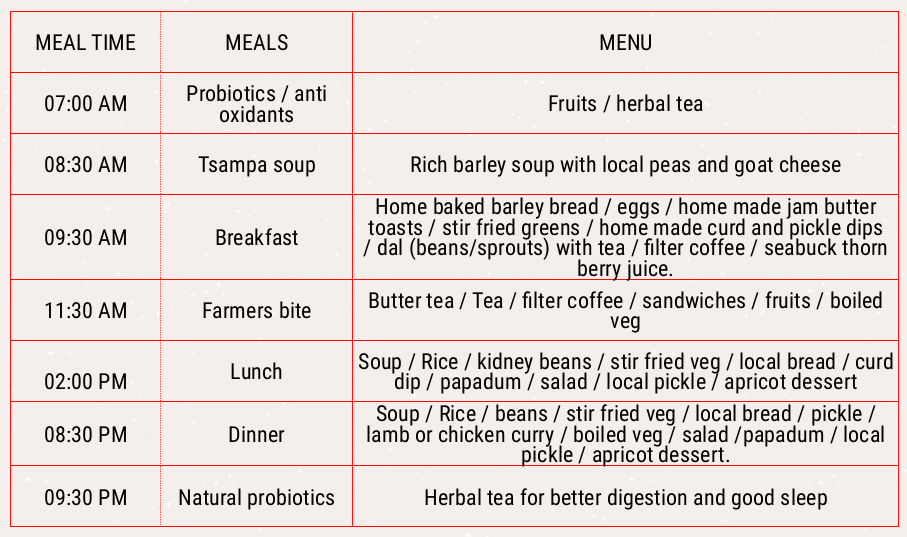 MEAL TIME MEALS MENU
07:00 AM Probiotics / anti
oxidants Fruits / herbal tea
08:30 AM Tsampa soup Rich barley soup with local peas and goat cheese
09:30 AM Breakfast Home baked barley bread / eggs / home made jam butter
toasts / stir fried greens / home made curd and pickle dips
/ dal (beans/sprouts) with tea / filter coffee / seabuck thorn
berry juice.
11:30 AM Farmers bite Butter tea / Tea / filter coffee / sandwiches / fruits / boiled
veg
02:00 PM Lunch Soup / Rice / kidney beans / stir fried veg / local bread / curd
dip / papadum / salad / local pickle / apricot dessert
08:30 PM Dinner Soup / Rice / beans / stir fried veg / local bread / pickle /
lamb or chicken curry / boiled veg / salad /papadum / local
pickle / apricot dessert.
09:30 PM Natural probiotics Herbal tea for better digestion and good sleep